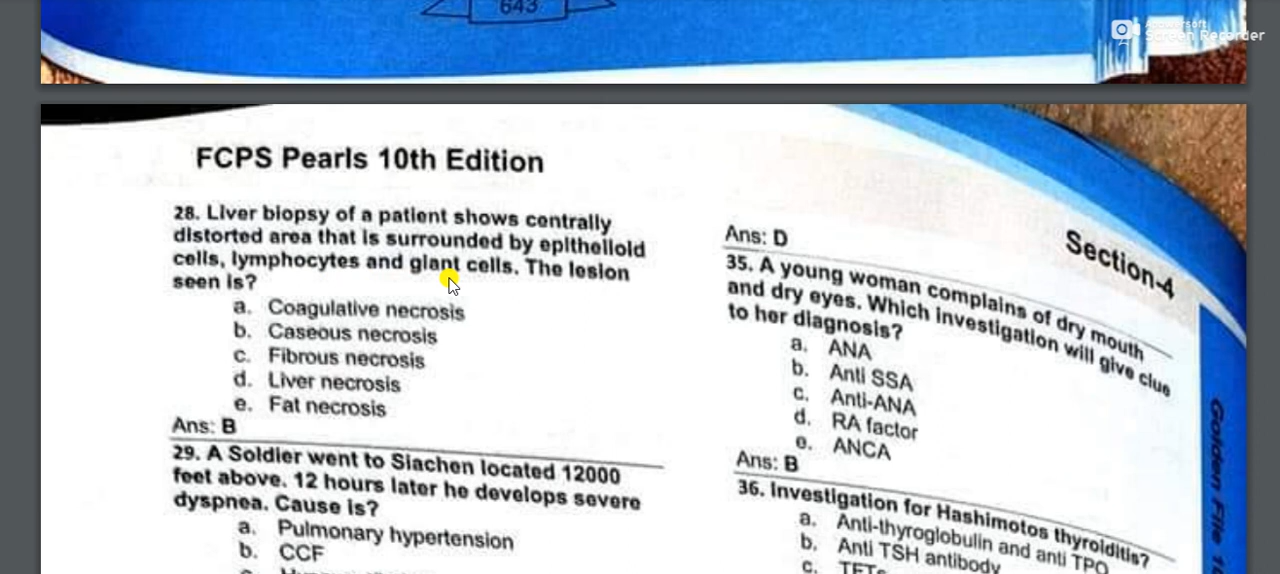 643
Screen Recorder
FCPS Pearls 10th Edition
28. Liver biopsy of a patient shows centrally
distorted area that is surrounded by epithelioid
cells, lymphocytes and giant cells. The lesion
seen is?
a. Coagulative necrosis
b. Caseous necrosis
c. Fibrous necrosis
d. Liver necrosis
e. Fat necrosis
Ans: B
29. A Soldier went to Siachen located 12000
feet above. 12 hours later he develops severe
dyspnea. Cause is?
a. Pulmonary hypertension
b. CCF
Section-4
Ans: D
35. A young woman complains of dry mouth
and dry eyes. Which investigation will give clue
to her diagnosis?
a. ANA
b. Anti SSA
c. Anti-ANA
d. RA factor
e. ANCA
Ans: B
36. Investigation for Hashimotos thyroiditis?
a. Anti-thyroglobulin and anti TPO
b. Anti TSH antibody
c.
Golden File